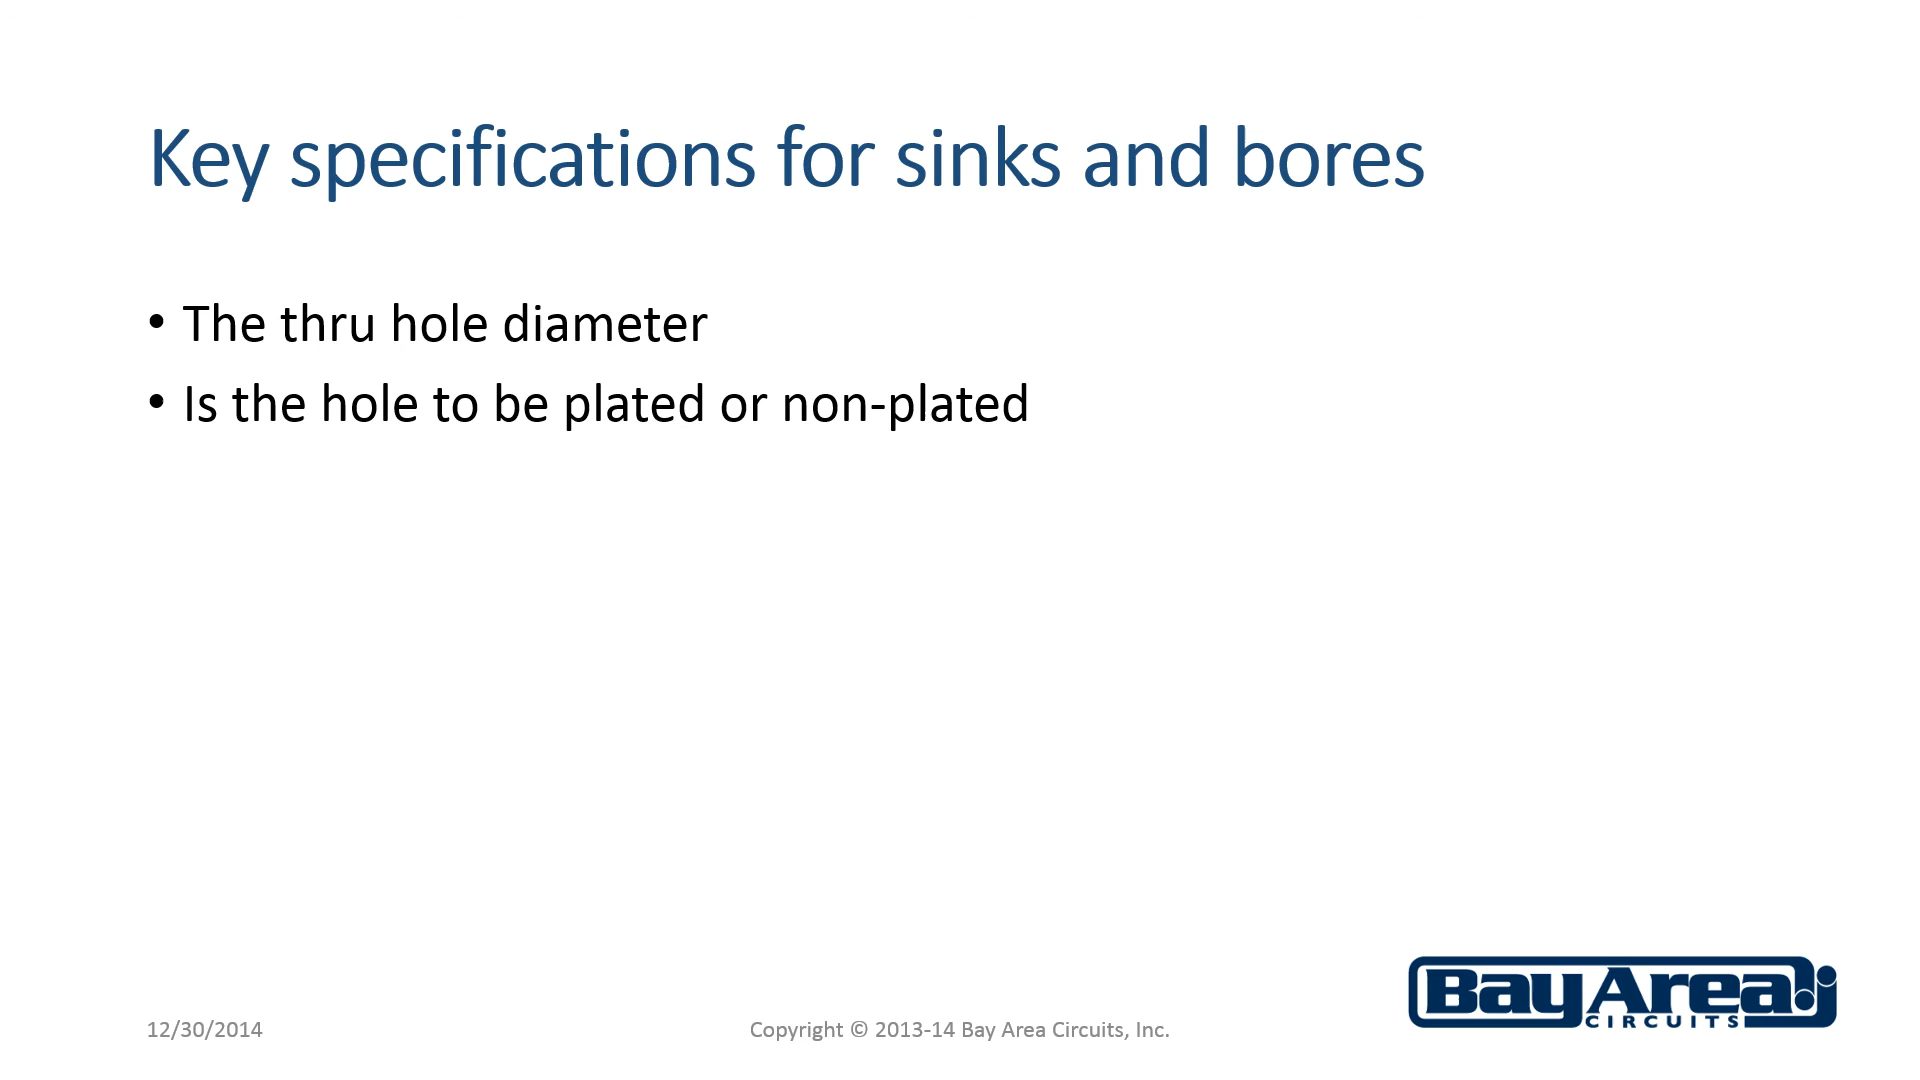 Key specifications for sinks and bores
• The thru hole diameter
• Is the hole to be plated or non-plated
12/30/2014
Copyright © 2013-14 Bay Area Circuits, Inc.
Bay Area
CIRCUITS